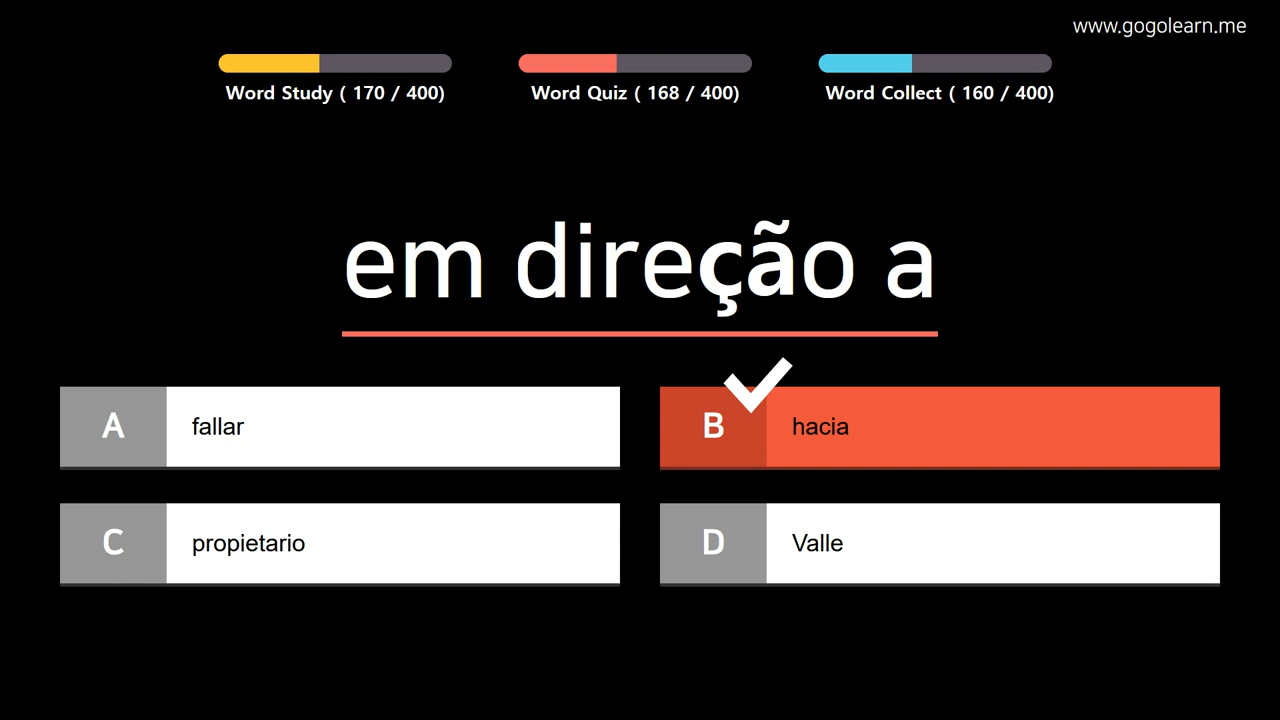 www.gogolearn.me
Word Study ( 170 / 400)
Word Quiz ( 168 / 400)
Word Collect ( 160 / 400)
em direção a
A fallar
B hacia
C propietario
D Valle